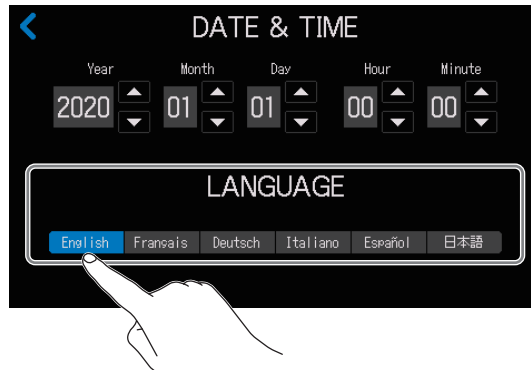 DATE & TIME
Year Month Day Hour Minute
2020 01 01 00 00
LANGUAGE
English Français Deutsch Italiano Español 日本語